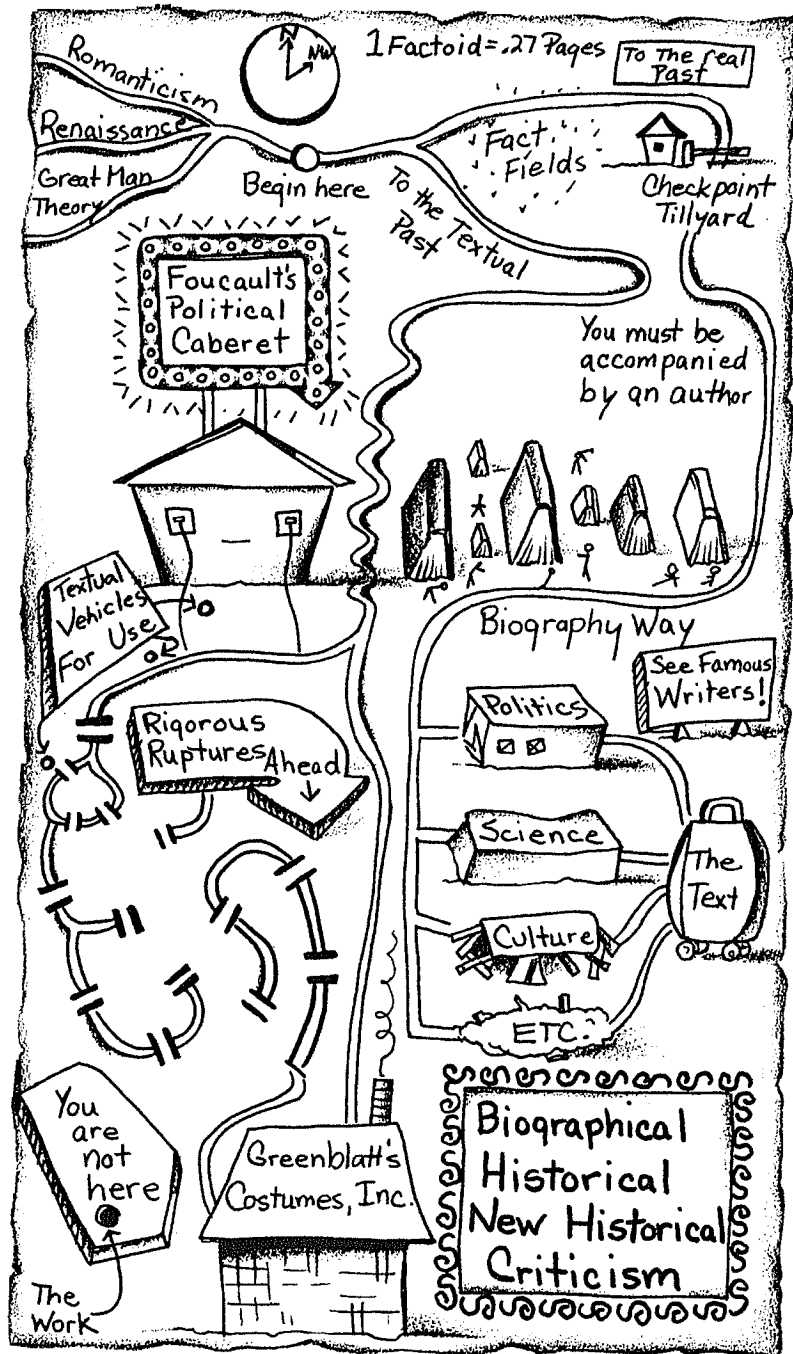 N
NW
1 Factoid = .27 Pages
To The real
Past
Romanticism
Renaissance
Great Man
Theory
Begin here
Fact
Fields
Checkpoint
Tillyard
To the Textual
Past
Foucault's
Political
Caberet
You must be
accompanied
by an author
Textual
Vehicles
For Use
Biography Way
See Famous
Writers!
Politics
Rigorous
Ruptures
Ahead
Science
The
Text
Culture
ETC.
You
are
not
here
The
Work
Greenblatt's
Costumes, Inc.
Biographical
Historical
New Historical
Criticism